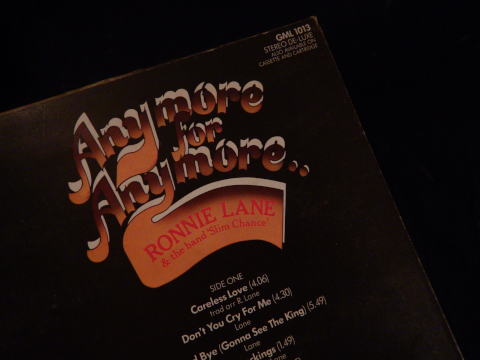 GML 1013
STEREO DE-LUXE
ALSO AVAILABLE ON
CASSETTE AND CARTRIDGE
Anymore
for
Anymore..
RONNIE LANE
& the band 'Slim Chance'
SIDE ONE
Careless Love (4.06)
trad arr R. Lane
Don't You Cry For Me (4.30)
Lane
Bye (Gonna See The King) (5.49)
Lane
(1.49)